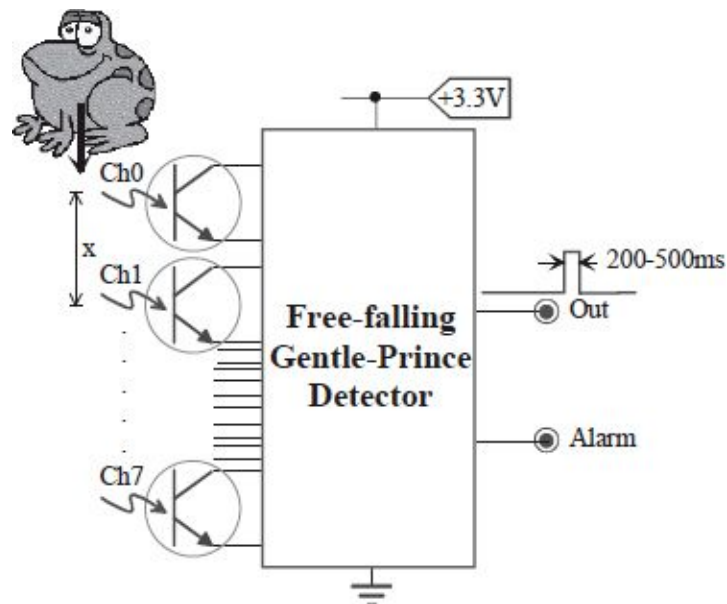 +3.3V
Ch0
x
Ch1
200-500ms
Out
Free-falling
Gentle-Prince
Detector
Alarm
Ch7